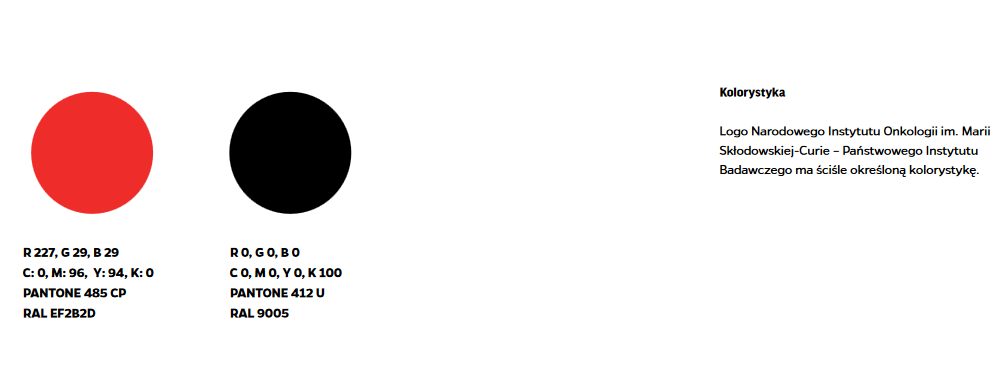 Kolorystyka
Logo Narodowego Instytutu Onkologii im. Marii
Skłodowskiej-Curie – Państwowego Instytutu
Badawczego ma ściśle określoną kolorystykę.
R 227, G 29, B 29
C: 0, M: 96, Y: 94, K: 0
PANTONE 485 CP
RAL EF2B2D
R 0, G 0, B 0
C 0, M 0, Y 0, K 100
PANTONE 412 U
RAL 9005